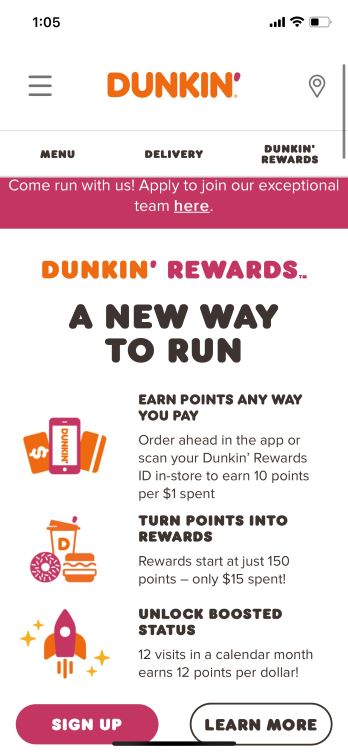 1:05
DUNKIN'
MENU
DELIVERY
DUNKIN'
REWARDS
Come run with us! Apply to join our exceptional
team here.
DUNKIN' REWARDS™
A NEW WAY
TO RUN
$
DUNKIN'
EARN POINTS ANY WAY
YOU PAY
Order ahead in the app or
scan your Dunkin' Rewards
ID in-store to earn 10 points
per $1 spent
D
TURN POINTS INTO
REWARDS
Rewards start at just 150
points – only $15 spent!
UNLOCK BOOSTED
STATUS
12 visits in a calendar month
earns 12 points per dollar!
SIGN UP
LEARN MORE